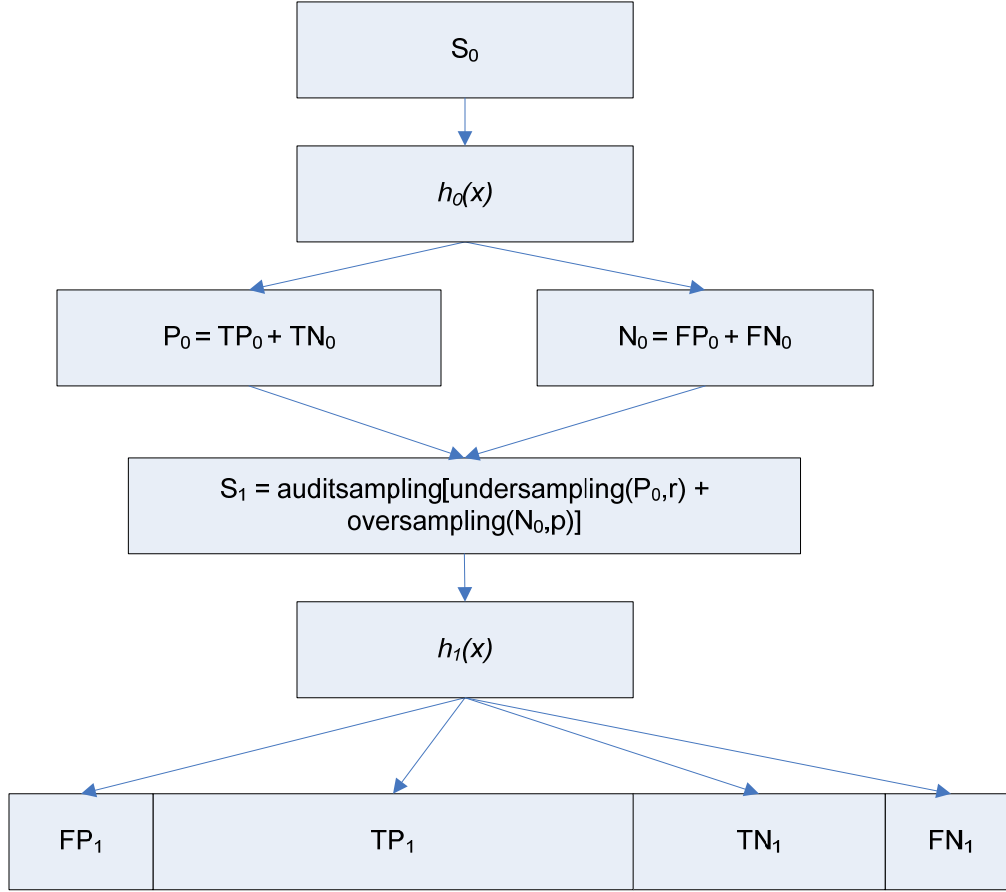 S₀
h₀(x)
P₀ = TP₀ + TN₀
N₀ = FP₀ + FN₀
S₁ = auditsampling[undersampling(P₀,r) +
oversampling(N₀,p)]
h₁(x)
FP₁
TP₁
TN₁
FN₁